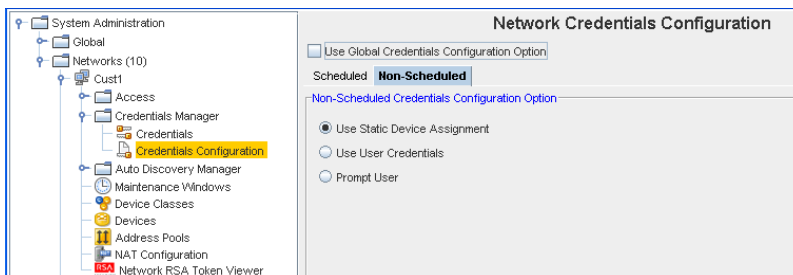 System Administration
Global
Networks (10)
Cust1
Access
Credentials Manager
Credentials
Credentials Configuration
Auto Discovery Manager
Maintenance Windows
Device Classes
Devices
Address Pools
NAT Configuration
RSA Network RSA Token Viewer
Network Credentials Configuration
Use Global Credentials Configuration Option
Scheduled Non-Scheduled
Non-Scheduled Credentials Configuration Option
Use Static Device Assignment
Use User Credentials
Prompt User